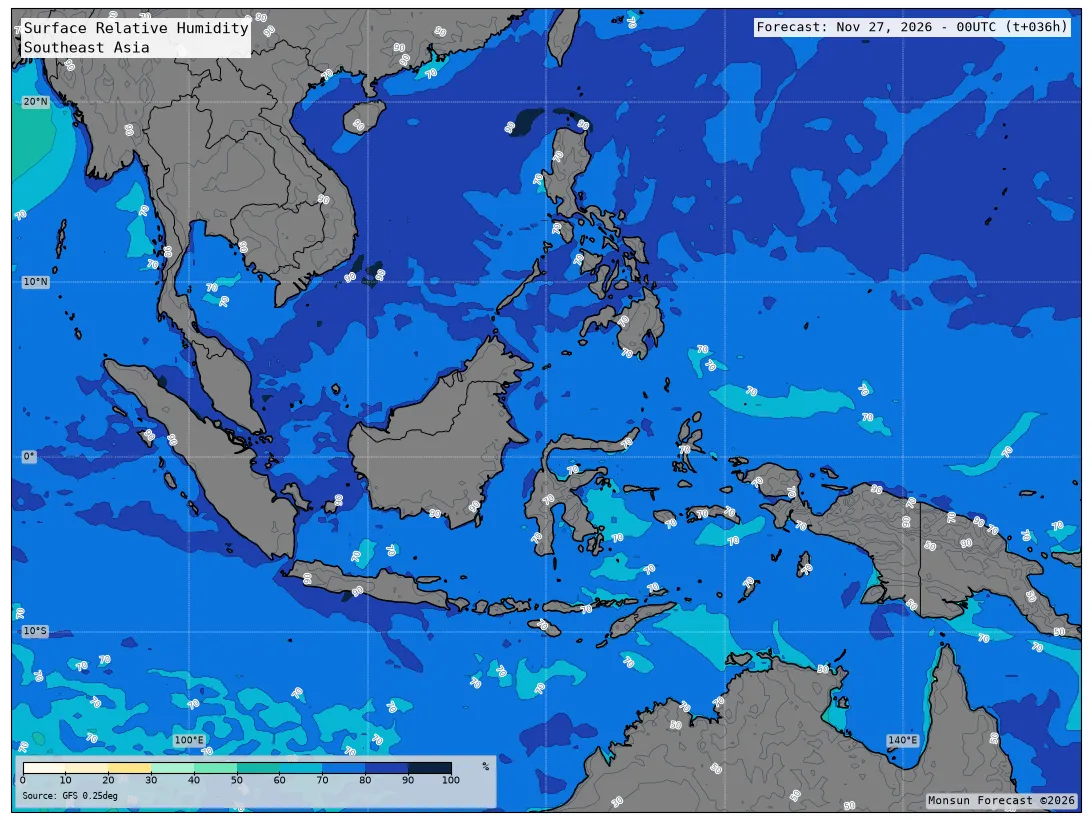 Surface Relative Humidity
Southeast Asia
Forecast: Nov 27, 2026 - 00UTC (t+036h)
20°N
10°N
0°
10°S
100°E
140°E
0 10 20 30 40 50 60 70 80 90 100
%
Source: GFS 0.25deg
Monsun Forecast ©2026